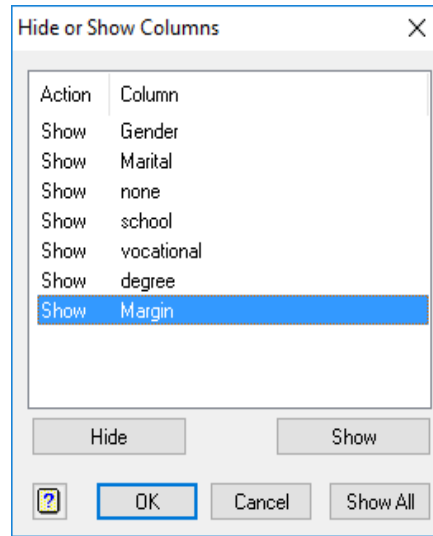 Hide or Show Columns
Action Column
Show Gender
Show Marital
Show none
Show school
Show vocational
Show degree
Show Margin
Hide Show
? OK Cancel Show All